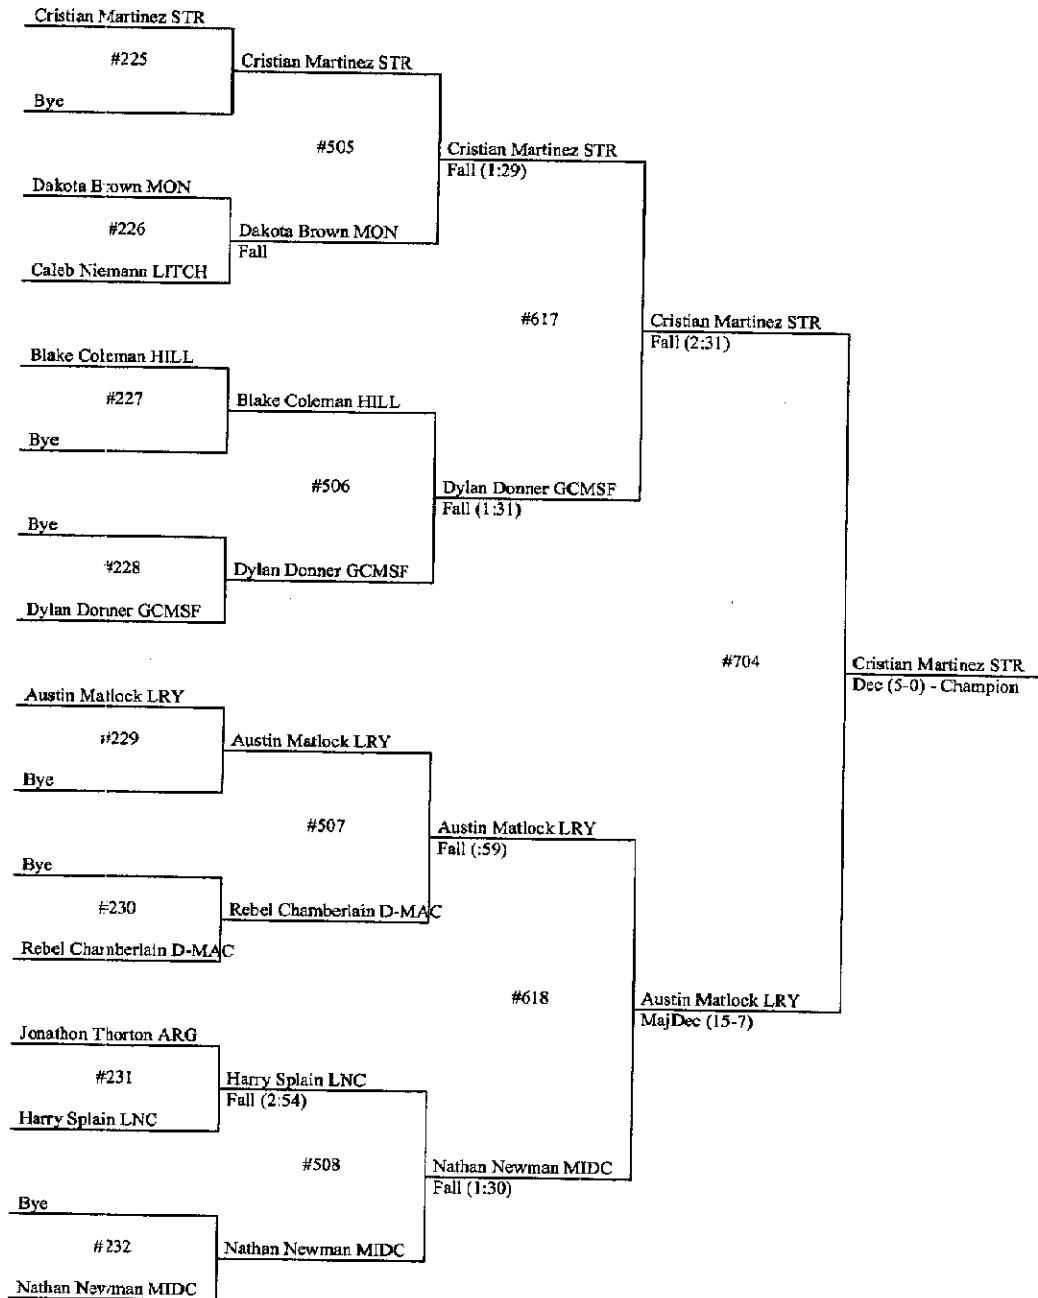 Cristian Martinez STR
#225
Cristian Martinez STR
Bye
#505
Cristian Martinez STR
Fall (1:29)
Dakota Brown MON
#226
Dakota Brown MON
Fall
Caleb Niemann LITCH
#617
Cristian Martinez STR
Fall (2:31)
Blake Coleman HILL
#227
Blake Coleman HILL
Bye
#506
Dylan Donner GCMSF
Fall (1:31)
Bye
#228
Dylan Donner GCMSF
Dylan Donner GCMSF
#704
Cristian Martinez STR
Dec (5-0) - Champion
Austin Matlock LRY
#229
Austin Matlock LRY
Bye
#507
Austin Matlock LRY
Fall (:59)
Bye
#230
Rebel Chamberlain D-MAC
Rebel Chamberlain D-MAC
#618
Austin Matlock LRY
MajDec (15-7)
Jonathon Thorton ARG
#231
Harry Splain LNC
Fall (2:54)
Harry Splain LNC
#508
Nathan Newman MIDC
Fall (1:30)
Bye
#232
Nathan Newman MIDC
Nathan Newman MIDC